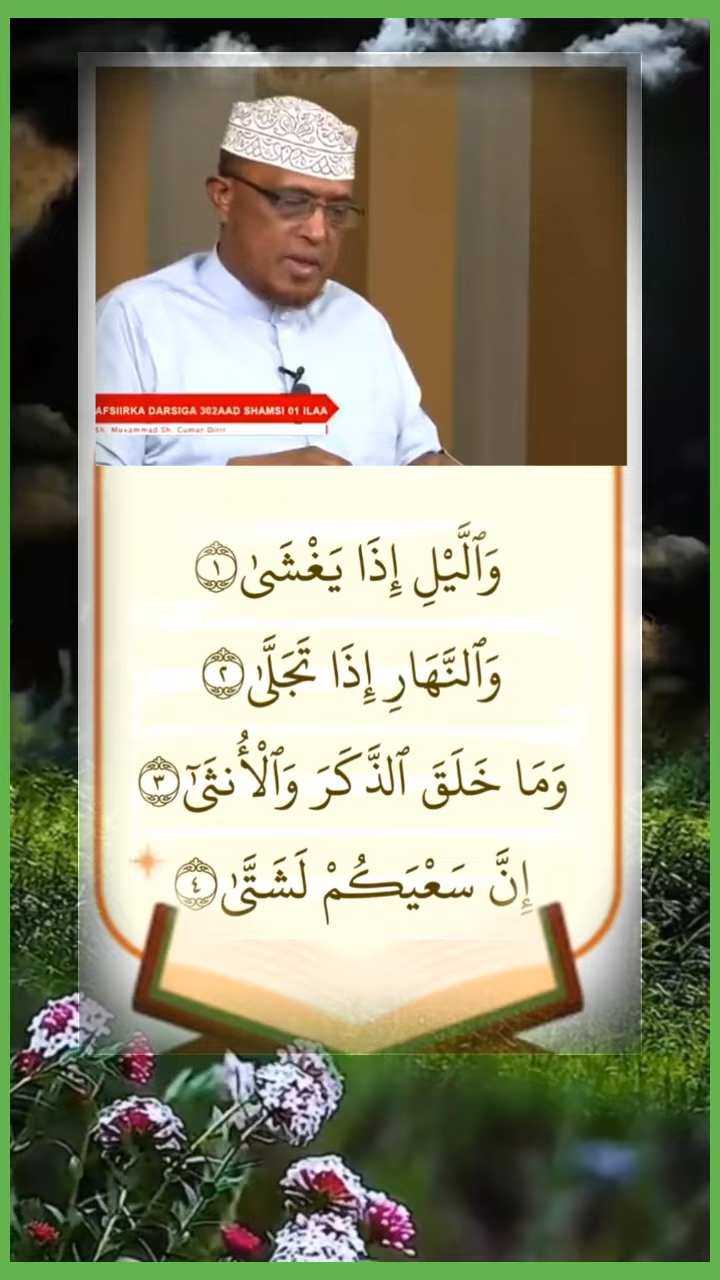 AFSIIRKA DARSIGA 302AAD SHAMSI 01 ILAA
Sh. Maxammad Sh. Cumar Dirir
وَٱلَّيْلِ إِذَا يَغْشَىٰ ١
وَٱلنَّهَارِ إِذَا تَجَلَّىٰ ٢
وَمَا خَلَقَ ٱلذَّكَرَ وَٱلْأُنثَىٰٓ ٣
إِنَّ سَعْيَكُمْ لَشَتَّىٰ ٤